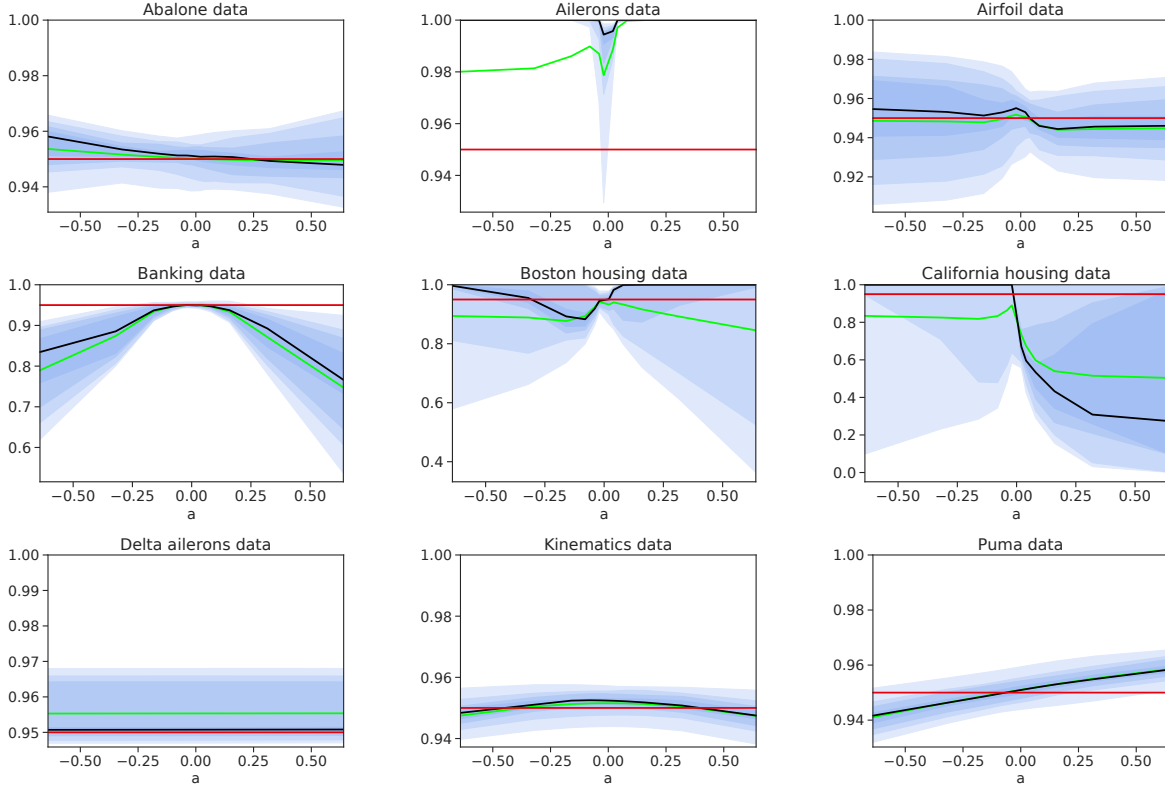 Abalone data
1.00
0.98
0.96
0.94
−0.50 −0.25 0.00 0.25 0.50
a
Ailerons data
1.00
0.98
0.96
0.94
−0.50 −0.25 0.00 0.25 0.50
a
Airfoil data
1.00
0.98
0.96
0.94
0.92
−0.50 −0.25 0.00 0.25 0.50
a
Banking data
1.0
0.9
0.8
0.7
0.6
−0.50 −0.25 0.00 0.25 0.50
a
Boston housing data
1.0
0.8
0.6
0.4
−0.50 −0.25 0.00 0.25 0.50
a
California housing data
1.0
0.8
0.6
0.4
0.2
0.0
−0.50 −0.25 0.00 0.25 0.50
a
Delta ailerons data
1.00
0.99
0.98
0.97
0.96
0.95
−0.50 −0.25 0.00 0.25 0.50
a
Kinematics data
1.00
0.98
0.96
0.94
−0.50 −0.25 0.00 0.25 0.50
a
Puma data
1.00
0.98
0.96
0.94
−0.50 −0.25 0.00 0.25 0.50
a